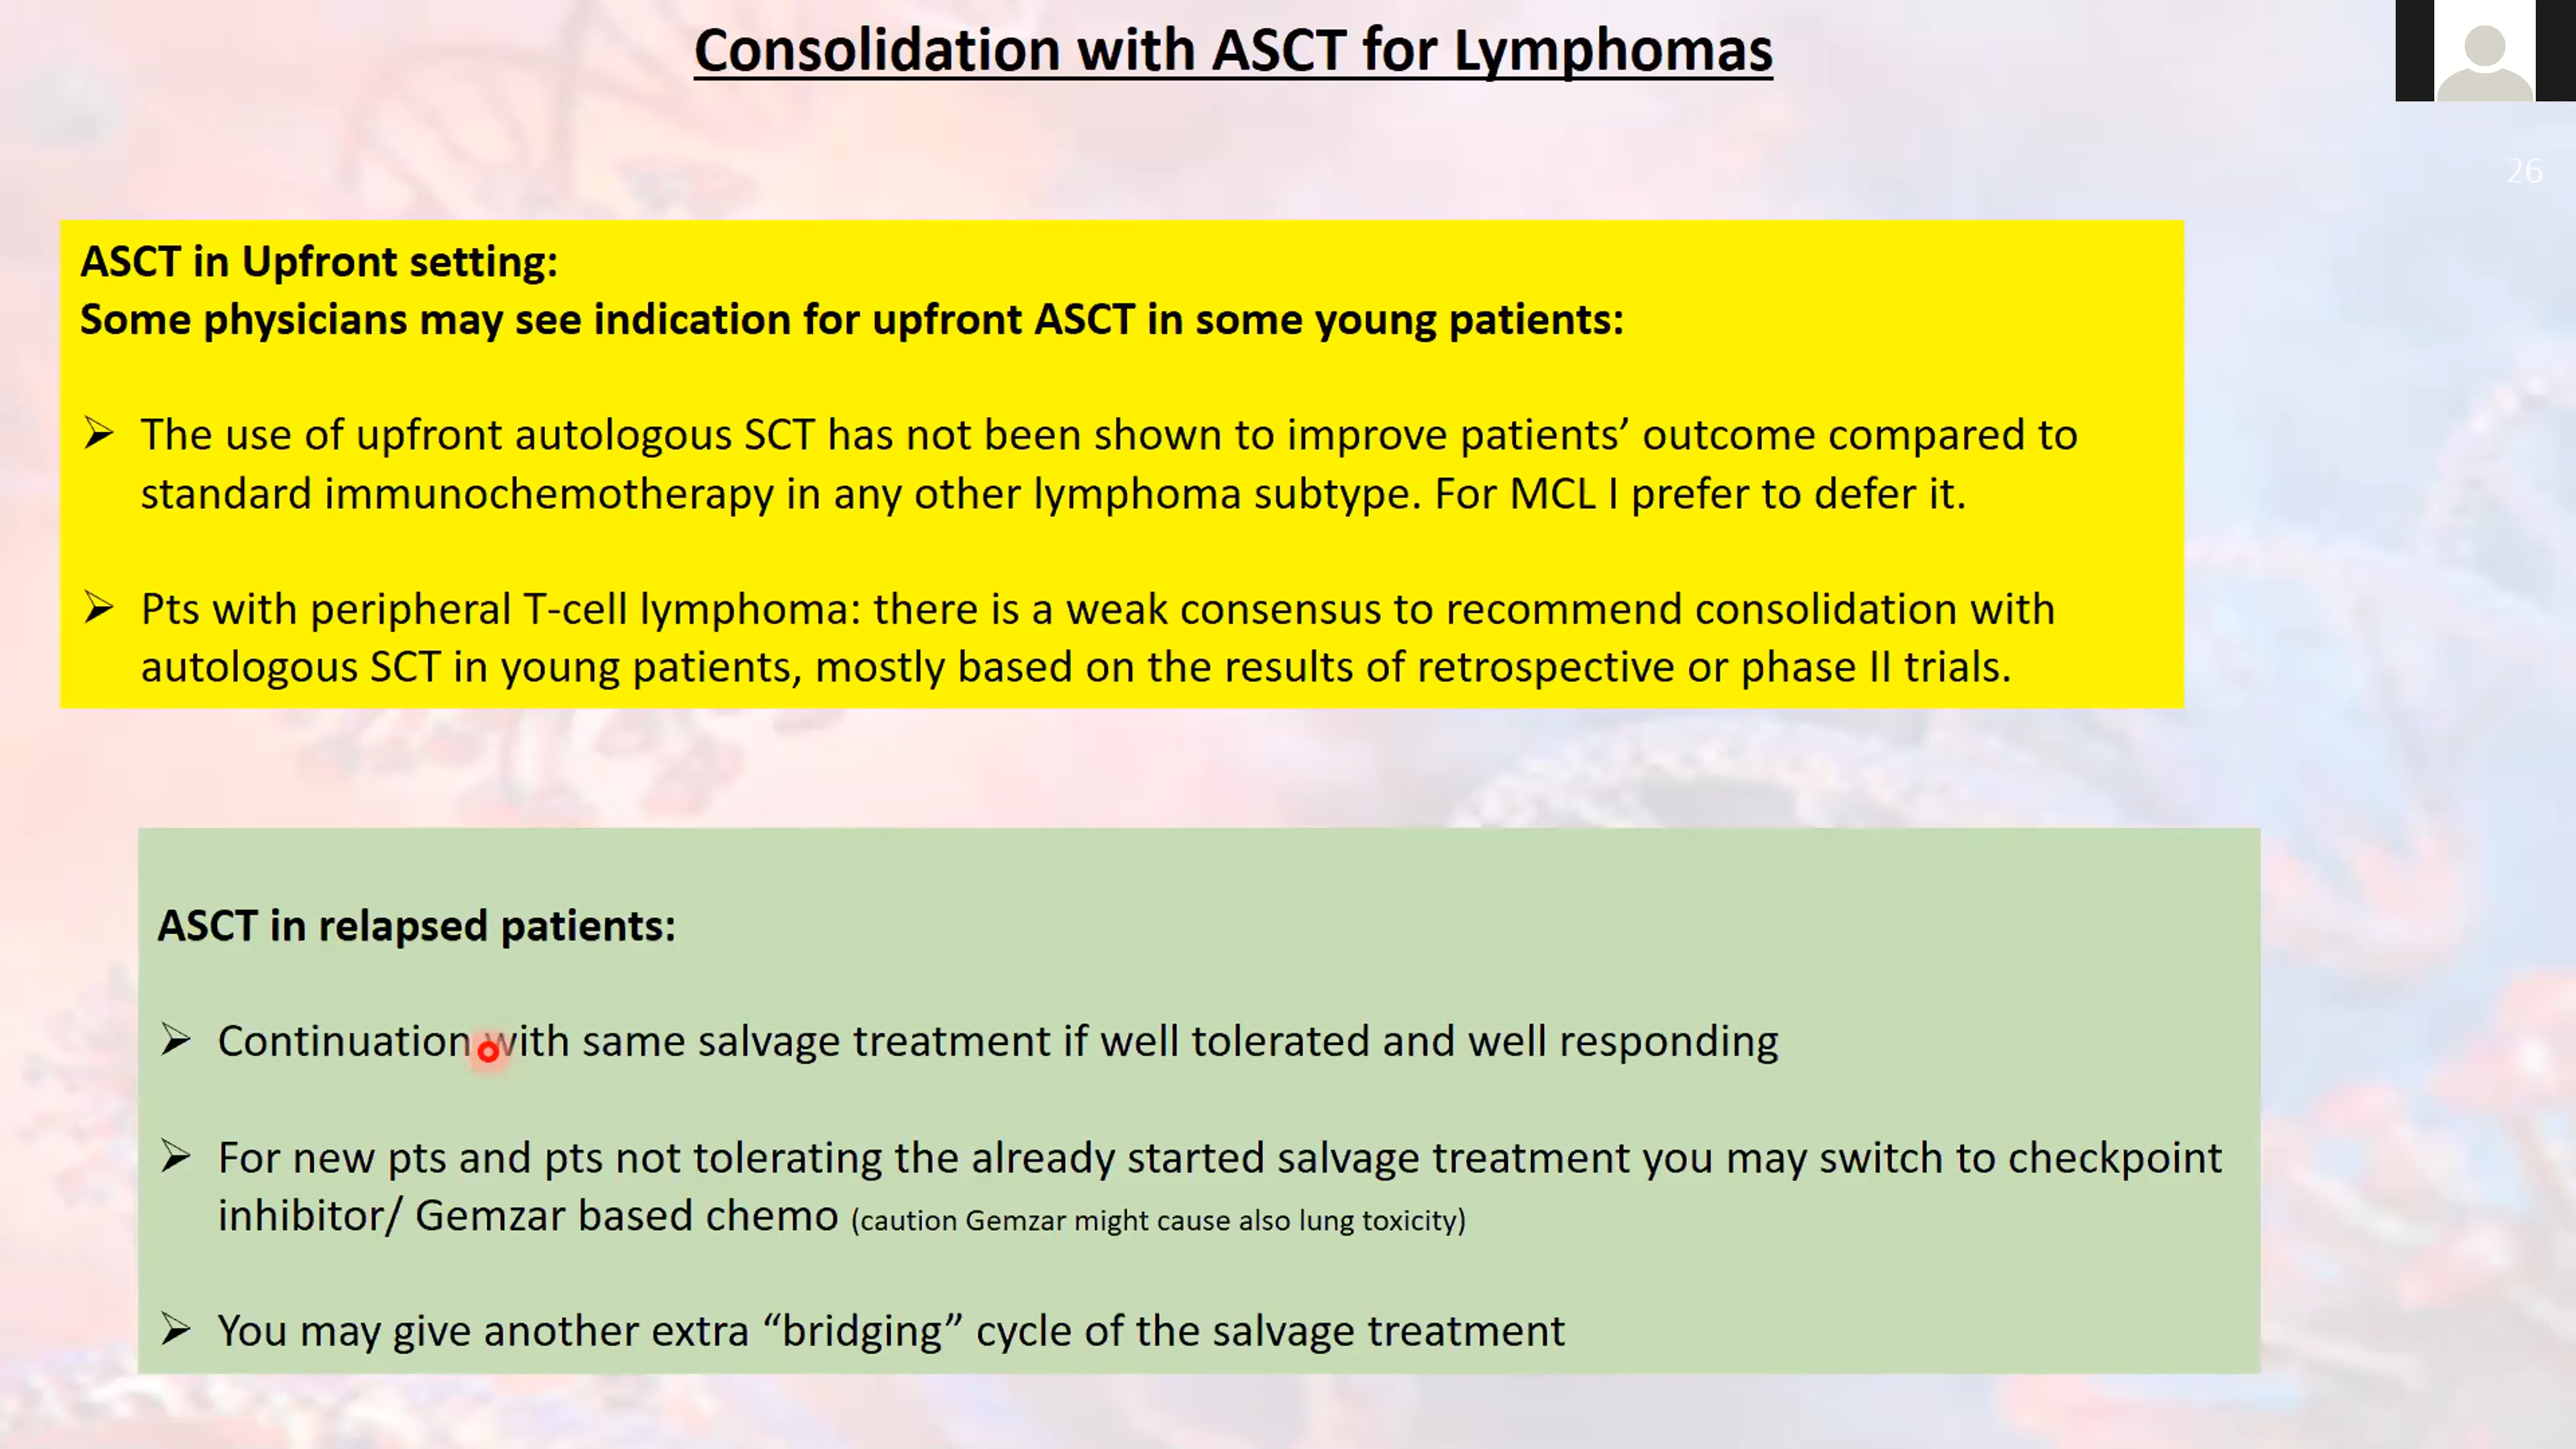 Consolidation with ASCT for Lymphomas
26
ASCT in Upfront setting:
Some physicians may see indication for upfront ASCT in some young patients:
➢ The use of upfront autologous SCT has not been shown to improve patients’ outcome compared to
standard immunochemotherapy in any other lymphoma subtype. For MCL I prefer to defer it.
➢ Pts with peripheral T-cell lymphoma: there is a weak consensus to recommend consolidation with
autologous SCT in young patients, mostly based on the results of retrospective or phase II trials.
ASCT in relapsed patients:
➢ Continuation with same salvage treatment if well tolerated and well responding
➢ For new pts and pts not tolerating the already started salvage treatment you may switch to checkpoint
inhibitor/ Gemzar based chemo (caution Gemzar might cause also lung toxicity)
➢ You may give another extra “bridging” cycle of the salvage treatment